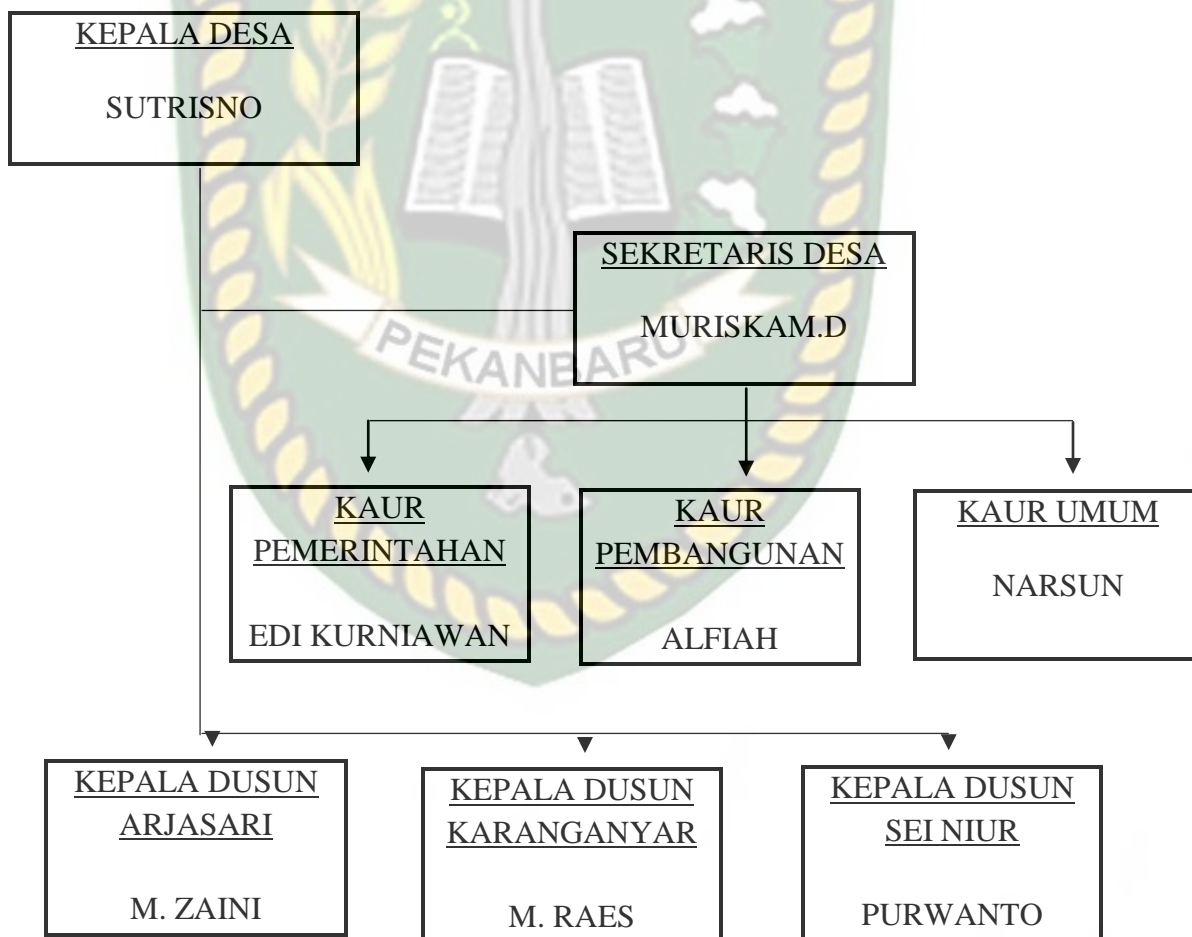 KEPALA DESA
SUTRISNO
SEKRETARIS DESA
MURISKAM.D
PEKANBARU
KAUR
PEMERINTAHAN
EDI KURNIAWAN
KAUR
PEMBANGUNAN
ALFIAH
KAUR UMUM
NARSUN
KEPALA DUSUN
ARJASARI
M. ZAINI
KEPALA DUSUN
KARANGANYAR
M. RAES
KEPALA DUSUN
SEI NIUR
PURWANTO